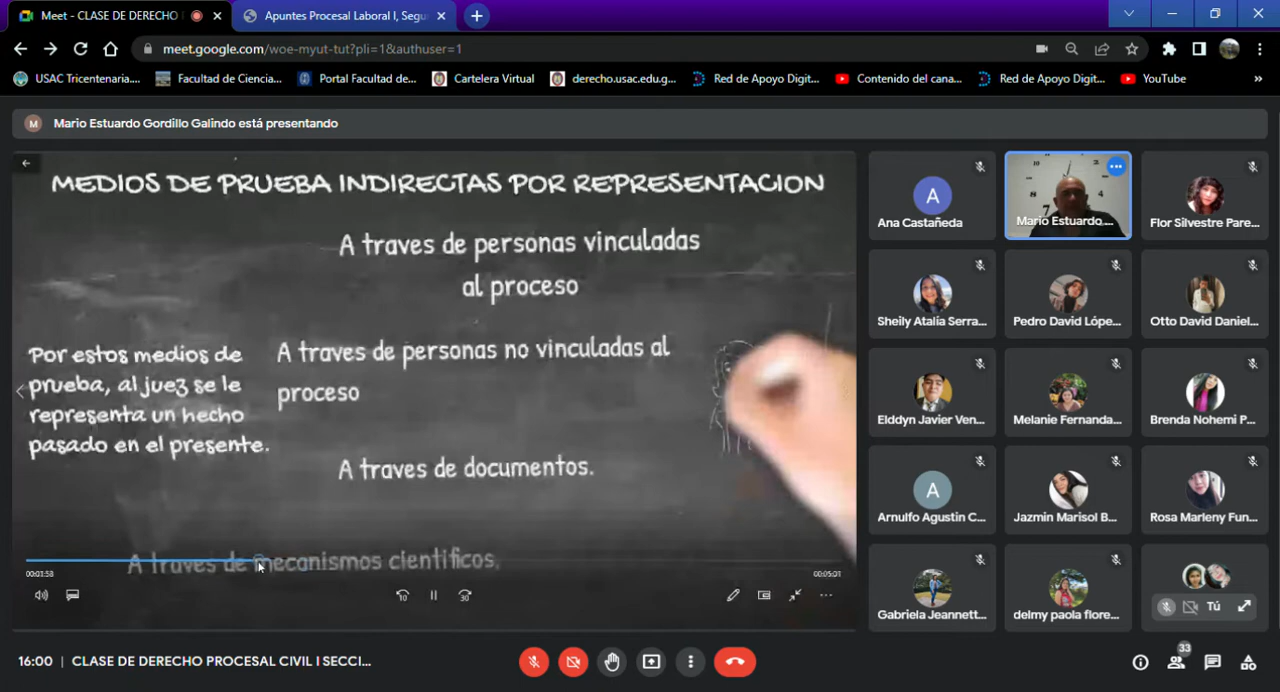 Meet - CLASE DE DERECHO
Apuntes Procesal Laboral I, Segu
meet.google.com/woe-myut-tut?pli=1&authuser=1
USAC Tricentenaria....
Facultad de Ciencia...
Portal Facultad de...
Cartelera Virtual
derecho.usac.edu.g...
Red de Apoyo Digit...
Contenido del cana...
Red de Apoyo Digit...
YouTube
»
M
Mario Estuardo Gordillo Galindo está presentando
MEDIOS DE PRUEBA INDIRECTAS POR REPRESENTACION
A traves de personas vinculadas
al proceso
Por estos medios de
prueba, al juez se le
representa un hecho
pasado en el presente.
A traves de personas no vinculadas al
proceso
A traves de documentos.
A traves de mecanismos cientificos.
00:01:58
00:05:01
10
30
A
Ana Castañeda
Mario Estuardo ...
Flor Silvestre Pare...
Sheily Atalía Serra...
Pedro David Lópe...
Otto David Daniel...
Elddyn Javier Ven...
Melanie Fernanda...
Brenda Nohemi P...
A
Arnulfo Agustin C...
Jazmin Marisol B...
Rosa Marleny Fun...
Gabriela Jeannett...
delmy paola flore...
Tú
16:00 | CLASE DE DERECHO PROCESAL CIVIL I SECCI...
33